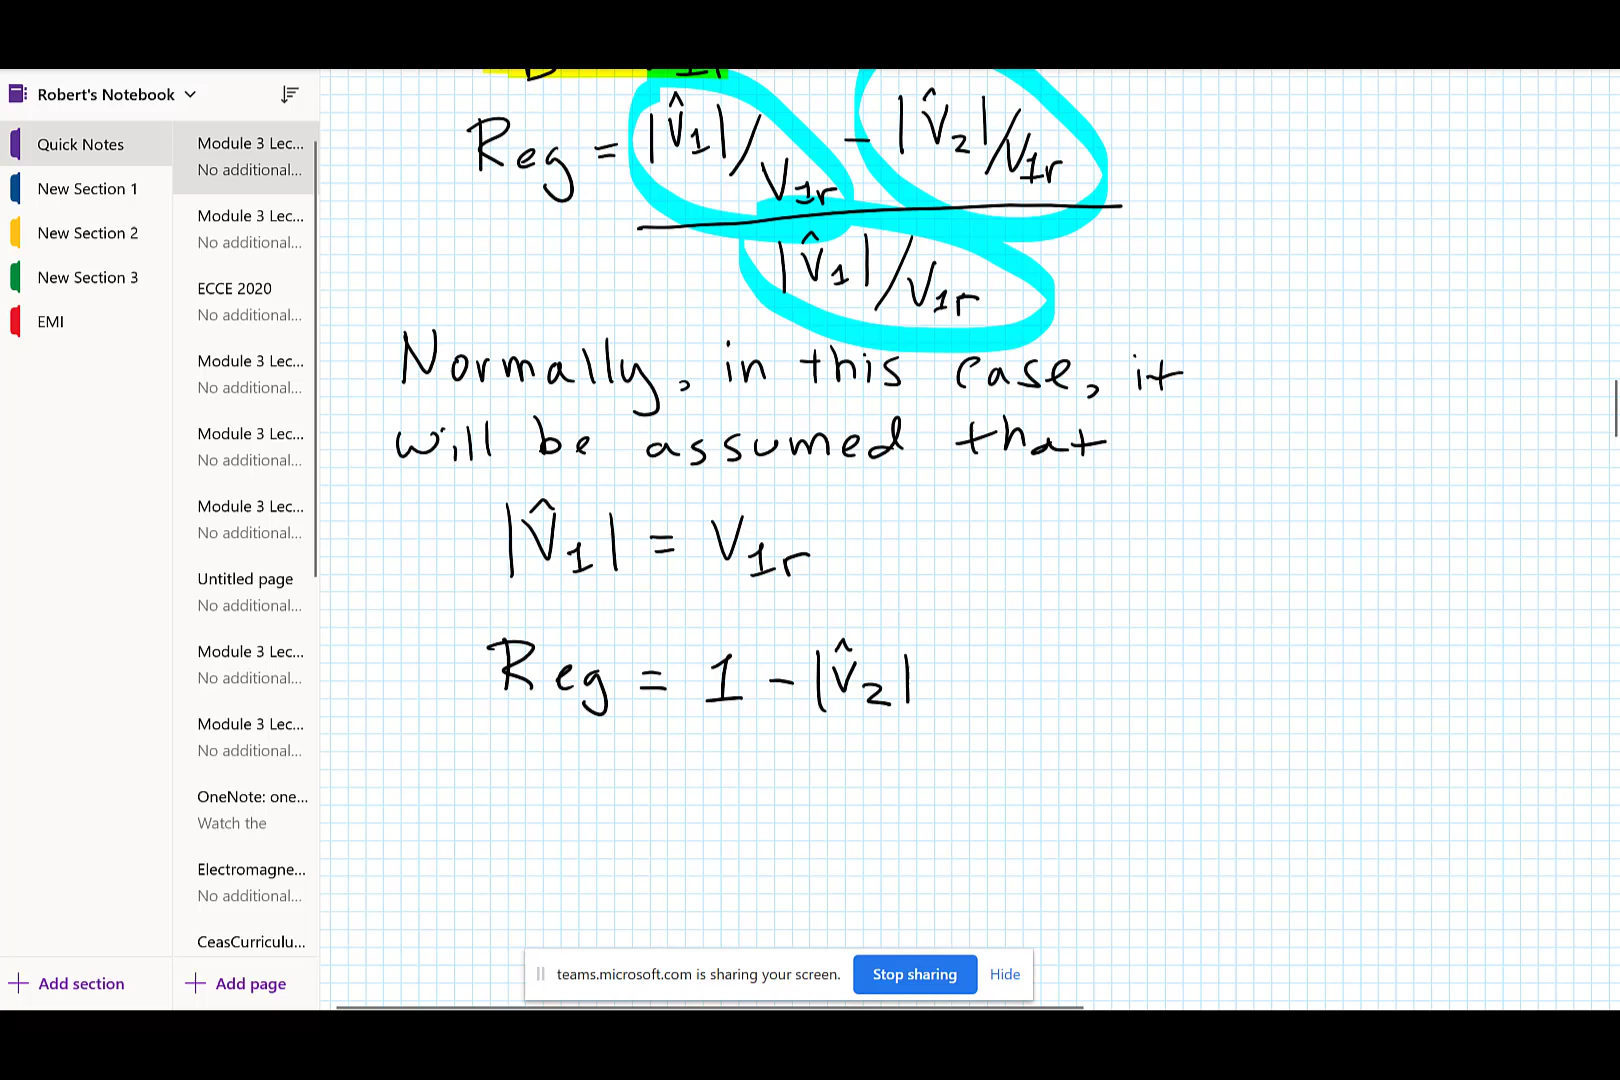 Robert's Notebook
Quick Notes
New Section 1
New Section 2
New Section 3
EMI
Add section
Module 3 Lec...
No additional...
Module 3 Lec...
No additional...
ECCE 2020
No additional...
Module 3 Lec...
No additional...
Module 3 Lec...
No additional...
Module 3 Lec...
No additional...
Untitled page
No additional...
Module 3 Lec...
No additional...
Module 3 Lec...
No additional...
OneNote: one...
Watch the
Electromagne...
No additional...
CeasCurriculu...
Add page
Reg = |V̂1|/V1r - |V̂2|/V1r
|V̂1|/V1r
Normally, in this case, it
will be assumed that
|V̂1| = V1r
Reg = 1 - |v̂2|
teams.microsoft.com is sharing your screen. Stop sharing Hide